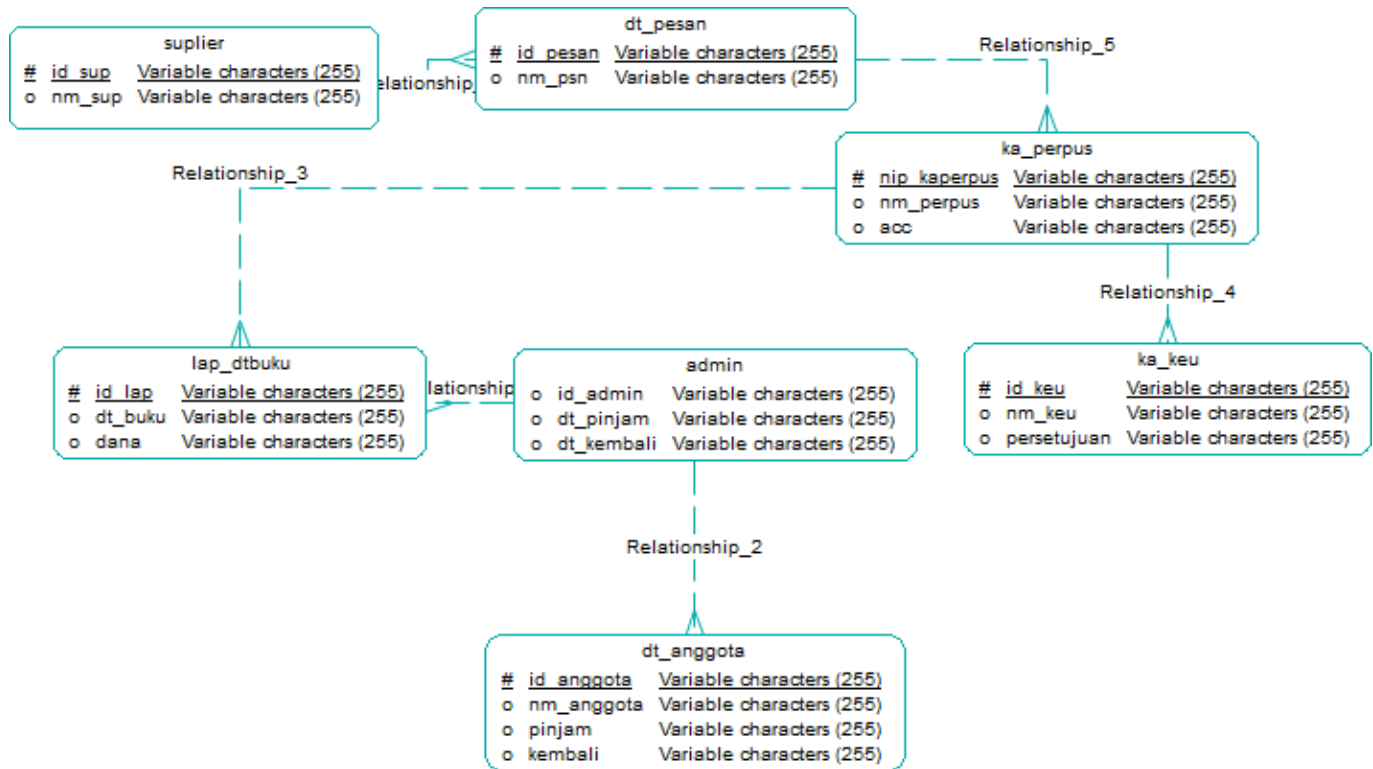 suplier
# id_sup Variable characters (255)
o nm_sup Variable characters (255)
elationship_
dt_pesan
# id_pesan Variable characters (255)
o nm_psn Variable characters (255)
Relationship_5
ka_perpus
# nip_kaperpus Variable characters (255)
o nm_perpus Variable characters (255)
o acc Variable characters (255)
Relationship_3
Relationship_4
lap_dtbuku
# id_lap Variable characters (255)
o dt_buku Variable characters (255)
o dana Variable characters (255)
lationship
admin
o id_admin Variable characters (255)
o dt_pinjam Variable characters (255)
o dt_kembali Variable characters (255)
ka_keu
# id_keu Variable characters (255)
o nm_keu Variable characters (255)
o persetujuan Variable characters (255)
Relationship_2
dt_anggota
# id_anggota Variable characters (255)
o nm_anggota Variable characters (255)
o pinjam Variable characters (255)
o kembali Variable characters (255)